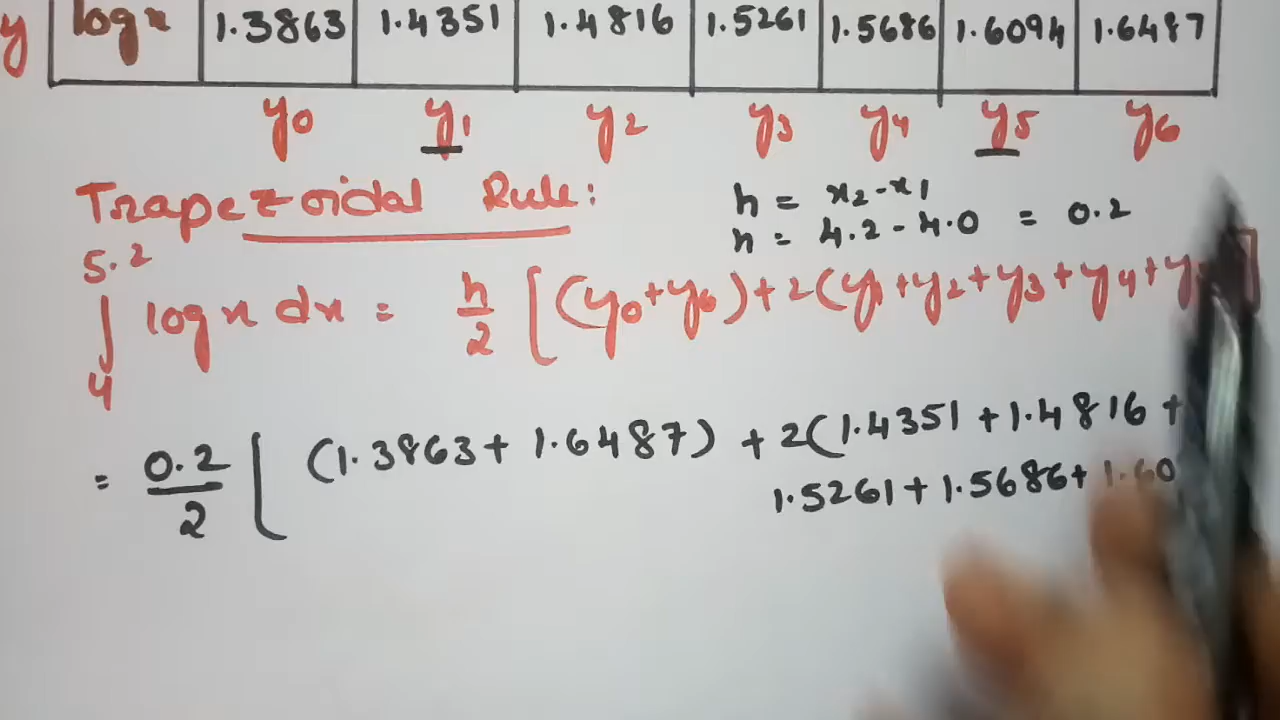 y log x 1.3863 1.4351 1.4816 1.5261 1.5686 1.6094 1.6487
y0 y1 y2 y3 y4 y5 y6
Trapezoidal Rule:
h = x2-x1
h = 4.2-4.0 = 0.2
5.2
∫ log x dx = h/2 [(y0+y6)+2(y1+y2+y3+y4+y
4
= 0.2/2 [ (1.3863+ 1.6487) + 2(1.4351+1.4816+
1.5261+1.5686+1.60